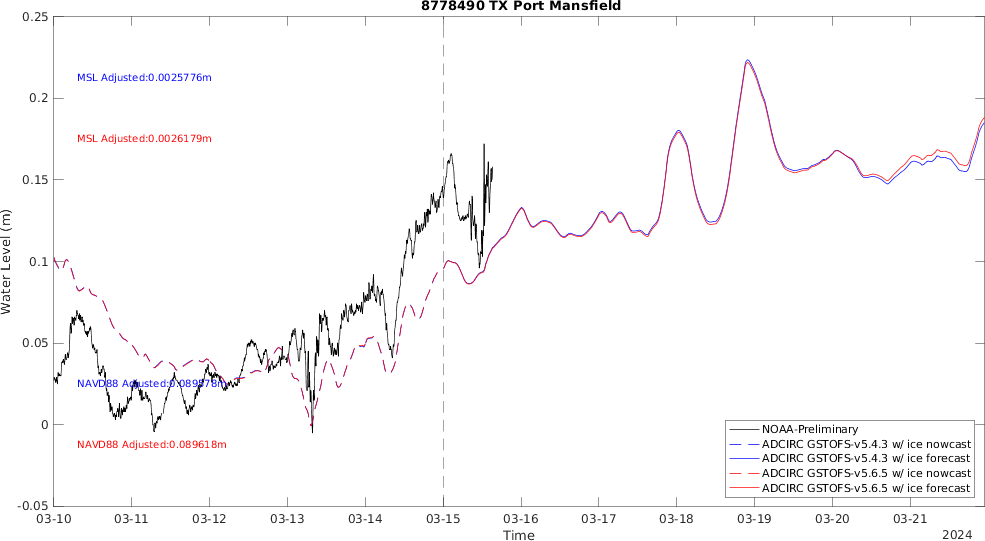 8778490 TX Port Mansfield
0.25
0.2
0.15
0.1
0.05
0
-0.05
Water Level (m)
MSL Adjusted:0.0025776m
MSL Adjusted:0.0026179m
NAVD88 Adjusted:0.089578m
NAVD88 Adjusted:0.089618m
NOAA-Preliminary
ADCIRC GSTOFS-v5.4.3 w/ ice nowcast
ADCIRC GSTOFS-v5.4.3 w/ ice forecast
ADCIRC GSTOFS-v5.6.5 w/ ice nowcast
ADCIRC GSTOFS-v5.6.5 w/ ice forecast
03-10 03-11 03-12 03-13 03-14 03-15 03-16 03-17 03-18 03-19 03-20 03-21
Time
2024